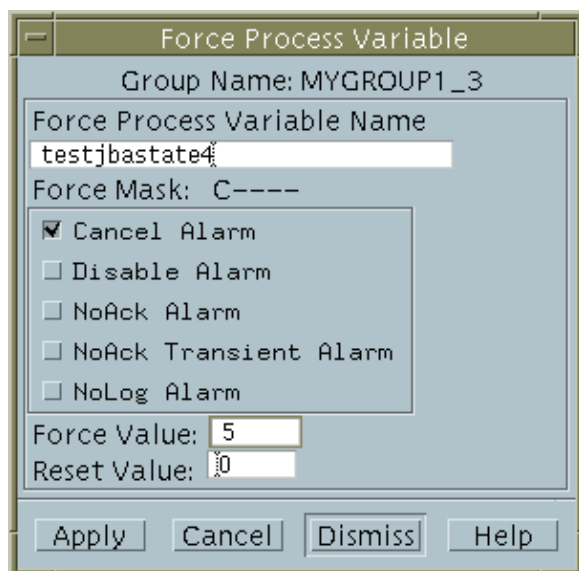 Force Process Variable
Group Name: MYGROUP1_3
Force Process Variable Name
testjbastate4
Force Mask: C----
Cancel Alarm
Disable Alarm
NoAck Alarm
NoAck Transient Alarm
NoLog Alarm
Force Value: 5
Reset Value: 0
Apply Cancel Dismiss Help